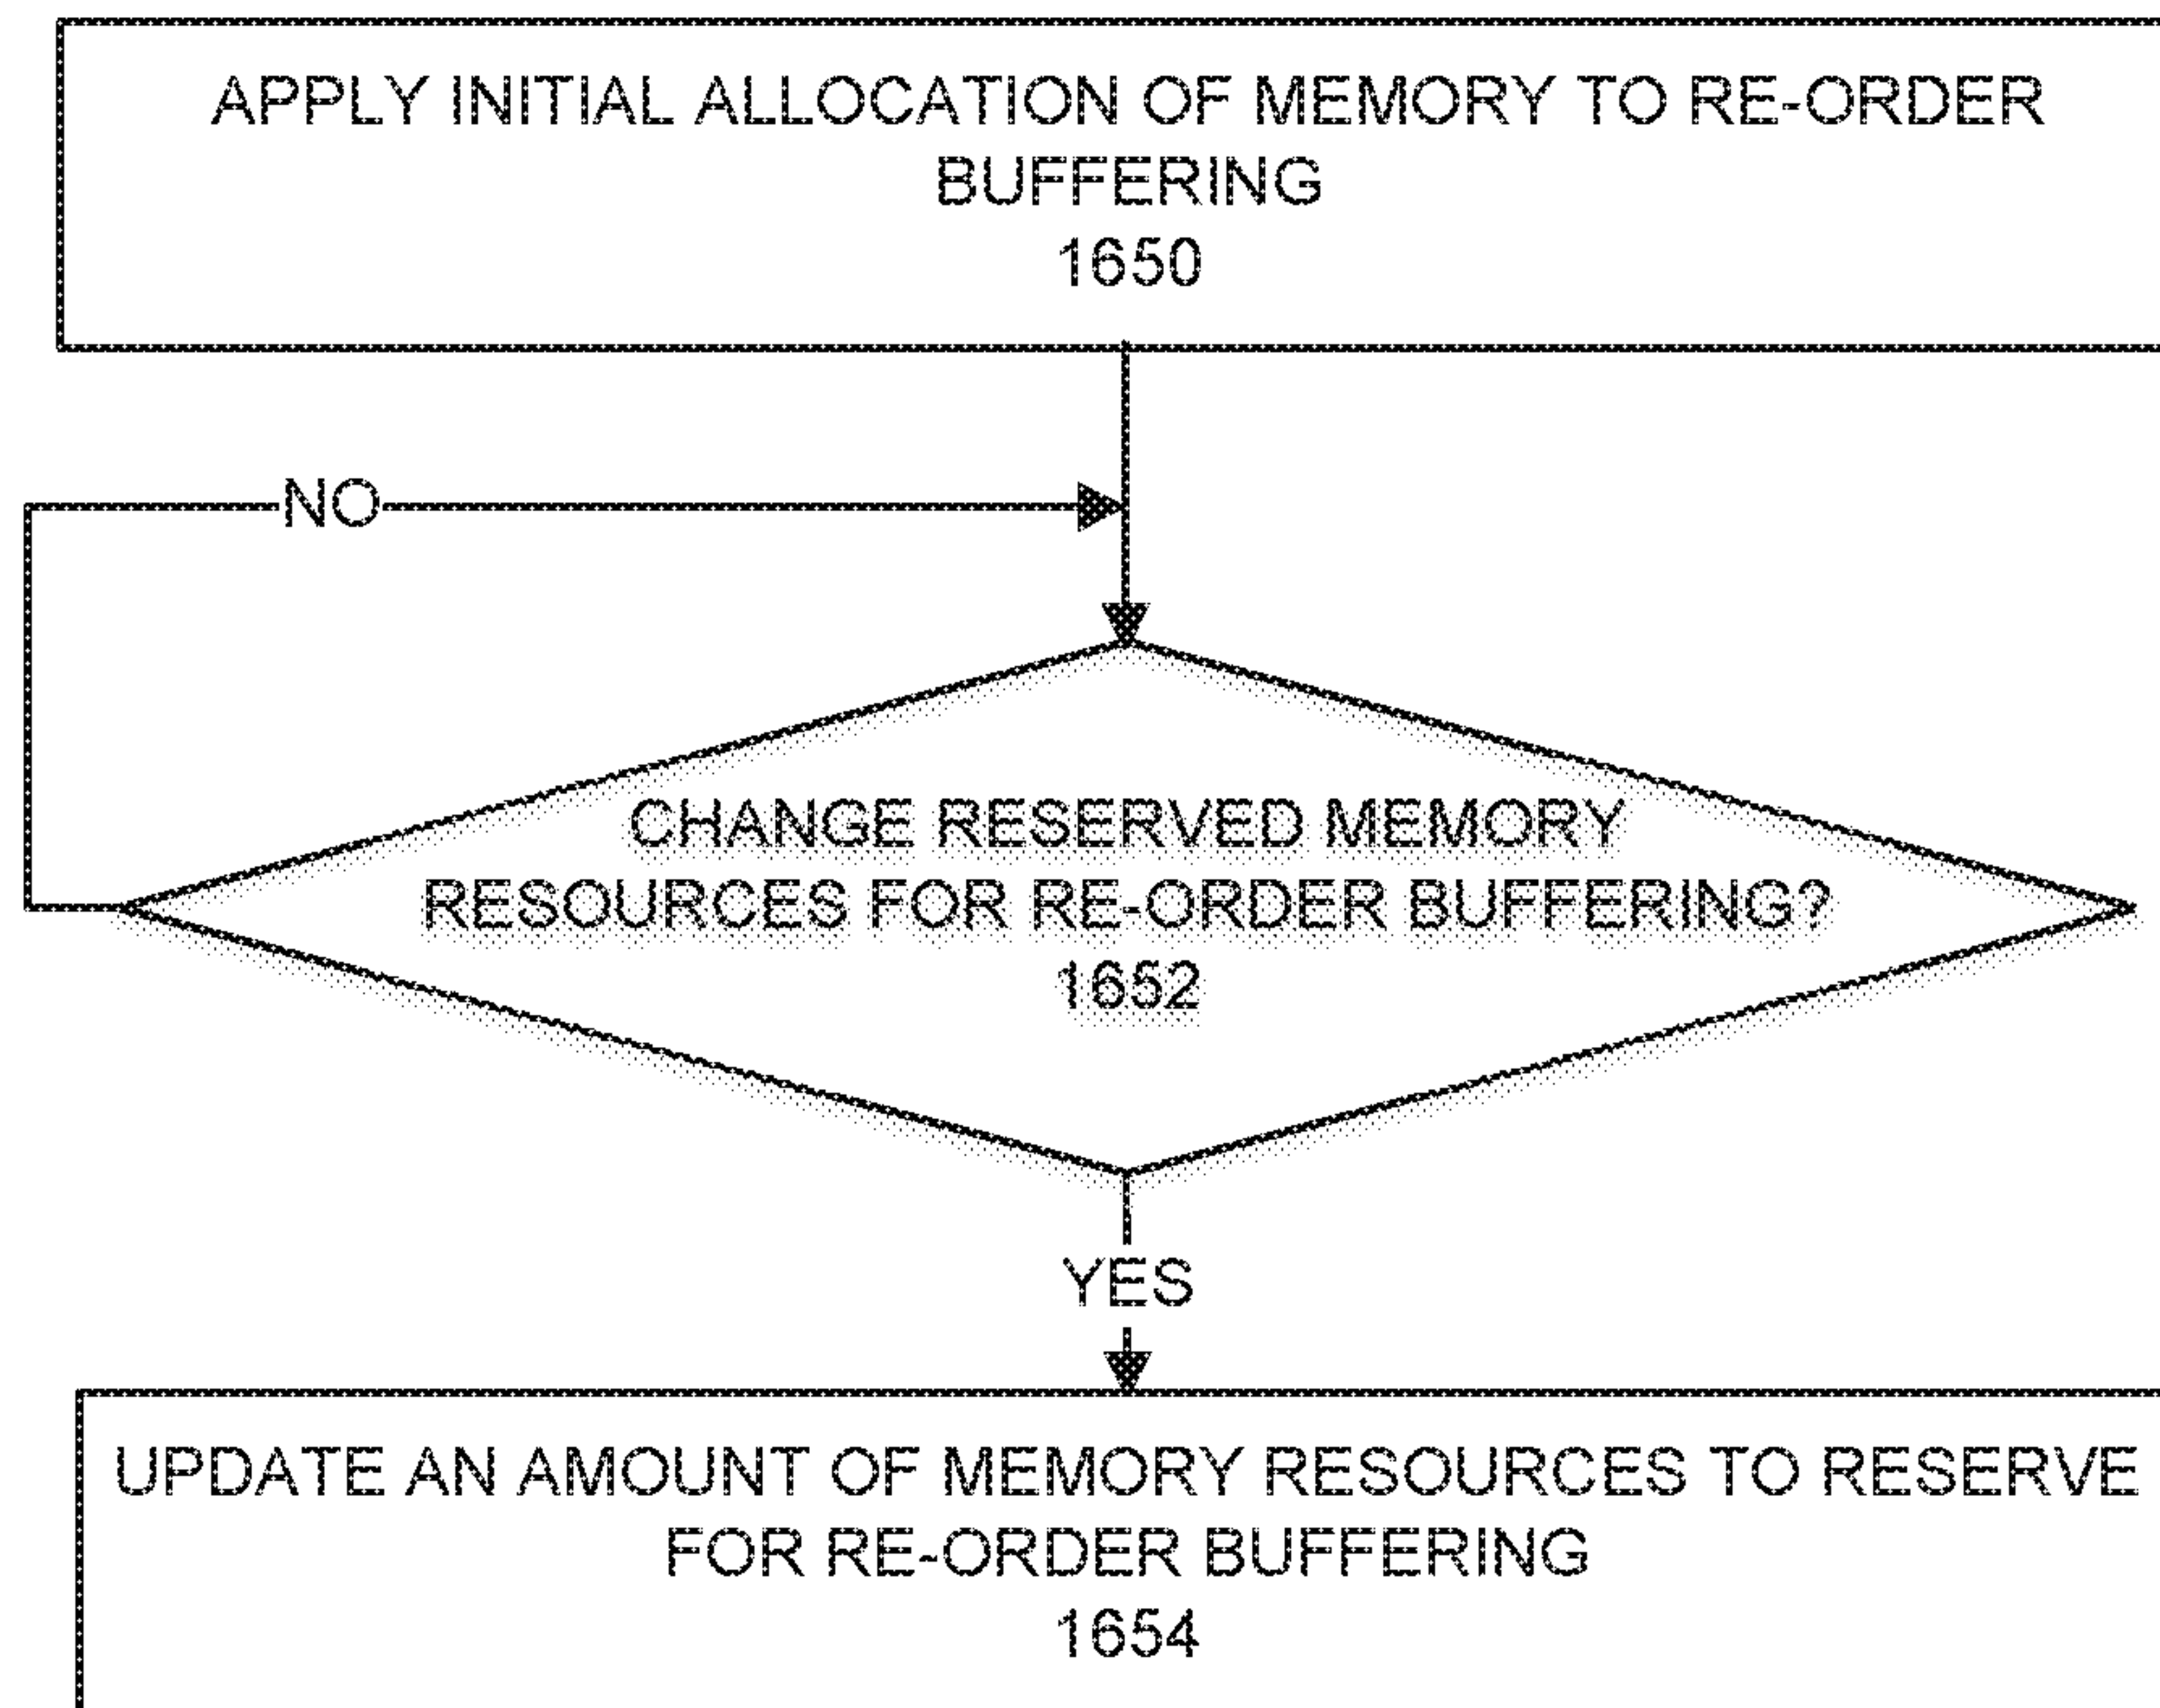 APPLY INITIAL ALLOCATION OF MEMORY TO RE-ORDER
BUFFERING
1650
NO
CHANGE RESERVED MEMORY
RESOURCES FOR RE-ORDER BUFFERING?
1652
YES
UPDATE AN AMOUNT OF MEMORY RESOURCES TO RESERVE
FOR RE-ORDER BUFFERING
1654